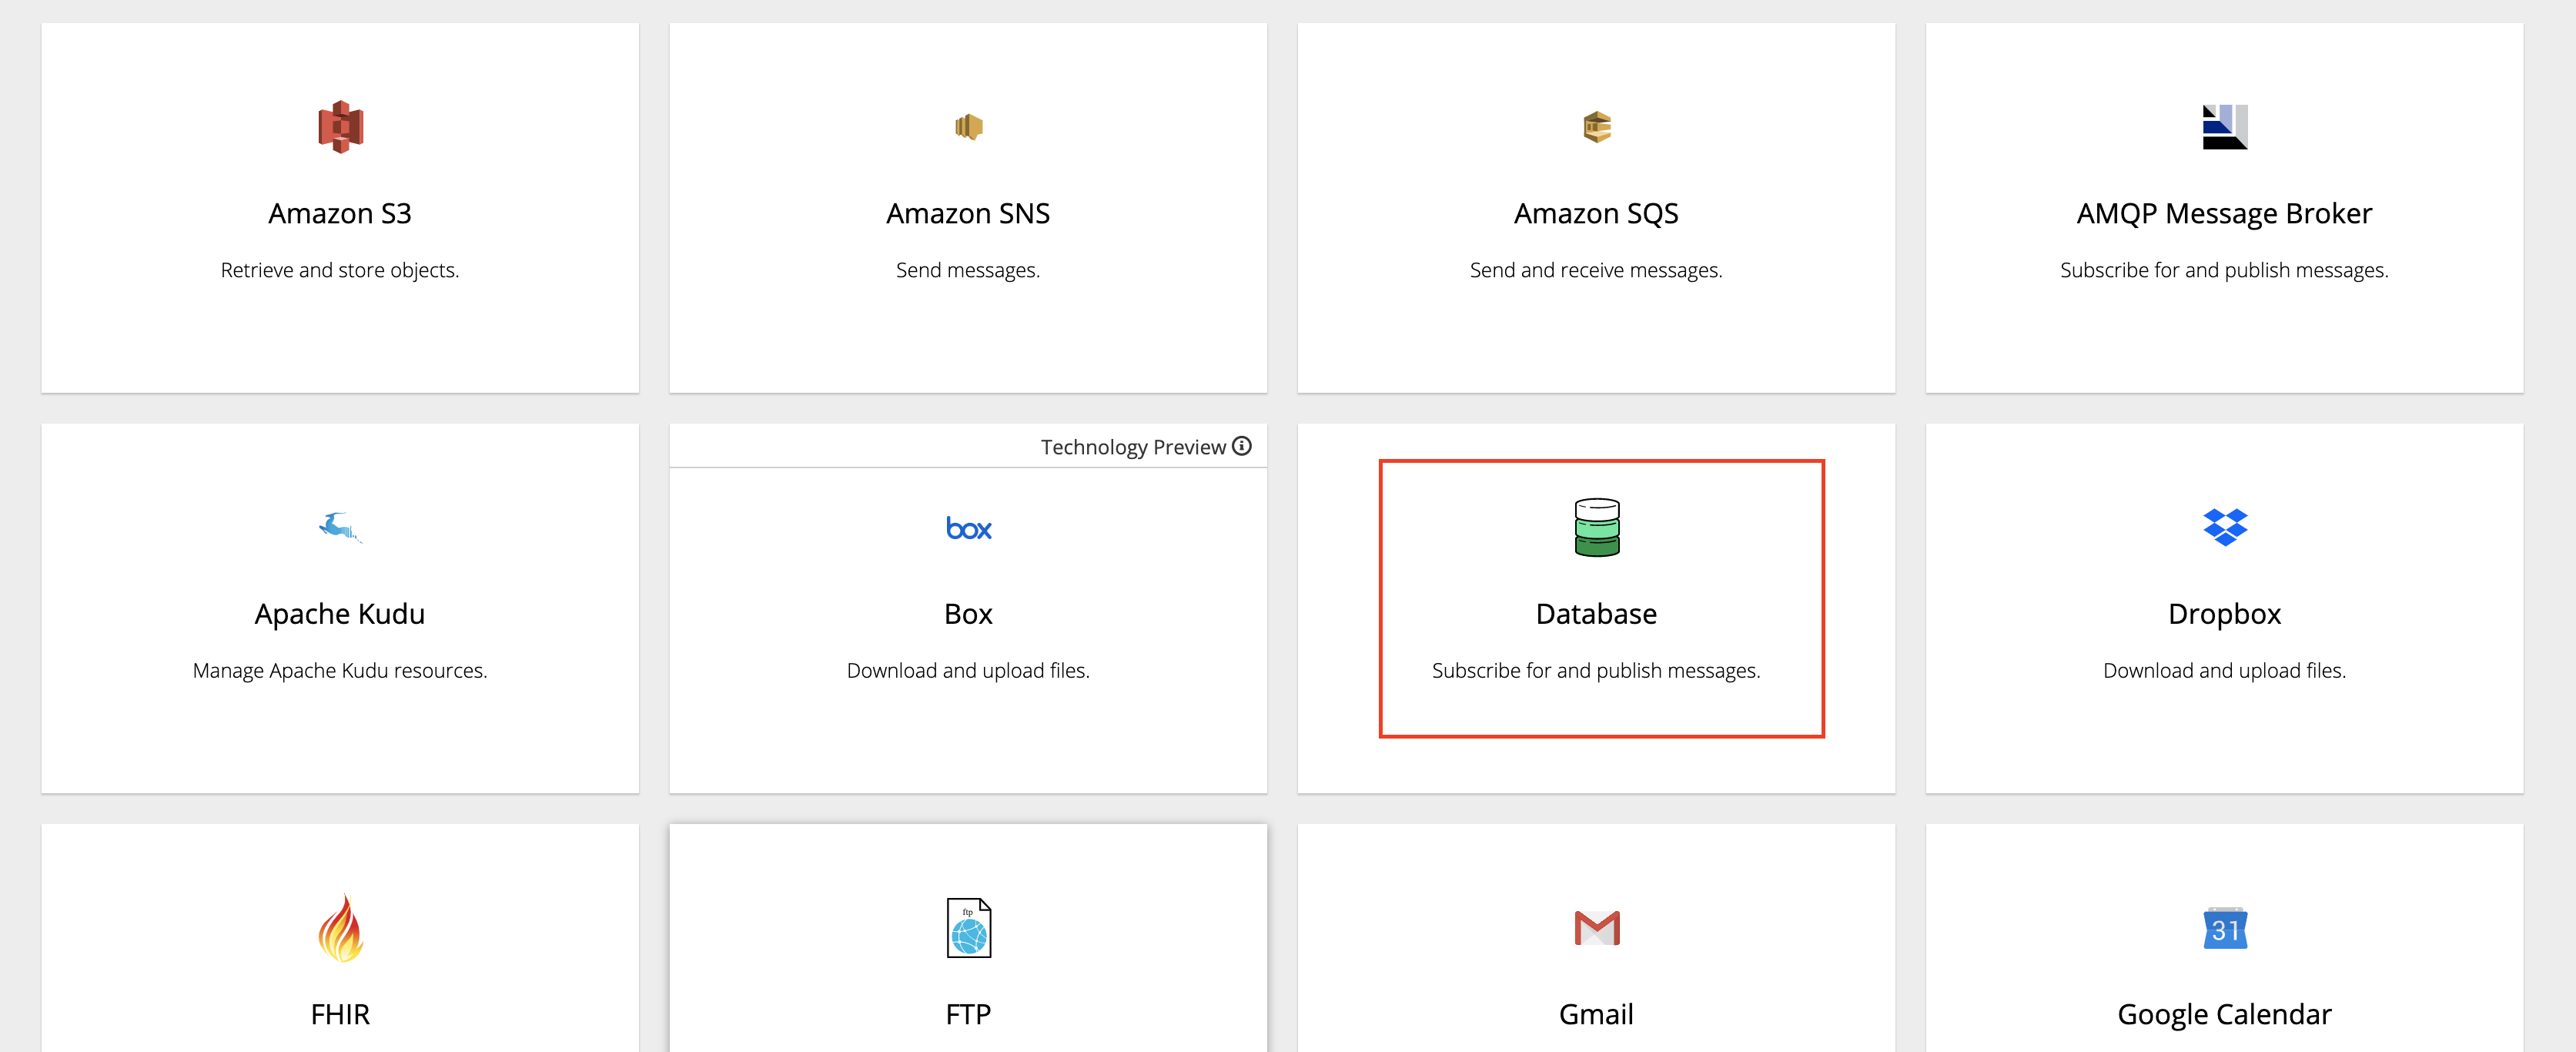 Amazon S3
Retrieve and store objects.
Amazon SNS
Send messages.
Amazon SQS
Send and receive messages.
AMQP Message Broker
Subscribe for and publish messages.
Apache Kudu
Manage Apache Kudu resources.
Technology Preview
box
Box
Download and upload files.
Database
Subscribe for and publish messages.
Dropbox
Download and upload files.
FHIR
ftp
FTP
Gmail
31
Google Calendar